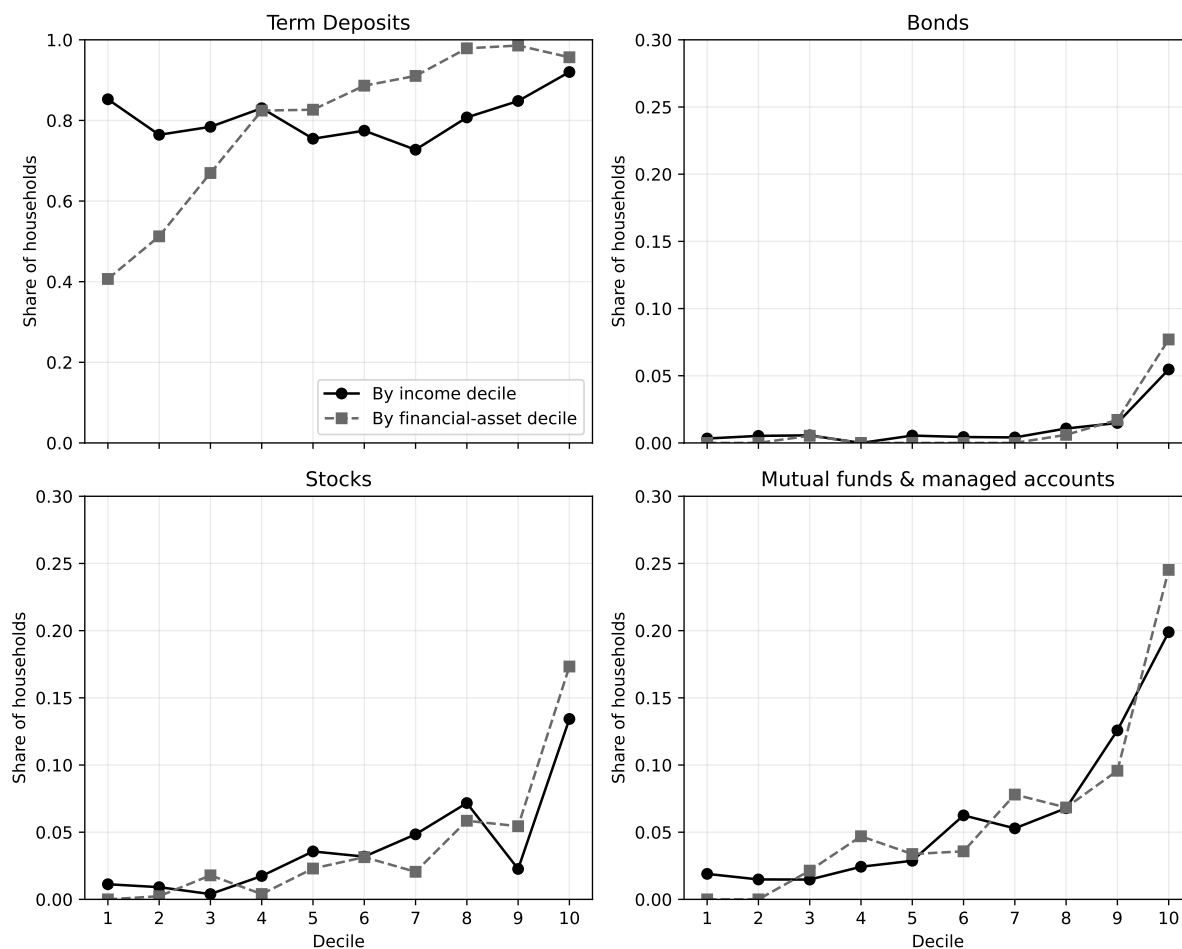 Term Deposits
1.0
0.8
0.6
0.4
0.2
0.0
Share of households
By income decile
By financial-asset decile
Bonds
0.30
0.25
0.20
0.15
0.10
0.05
0.00
Share of households
Stocks
0.30
0.25
0.20
0.15
0.10
0.05
0.00
Share of households
1 2 3 4 5 6 7 8 9 10
Decile
Mutual funds & managed accounts
0.30
0.25
0.20
0.15
0.10
0.05
0.00
Share of households
1 2 3 4 5 6 7 8 9 10
Decile